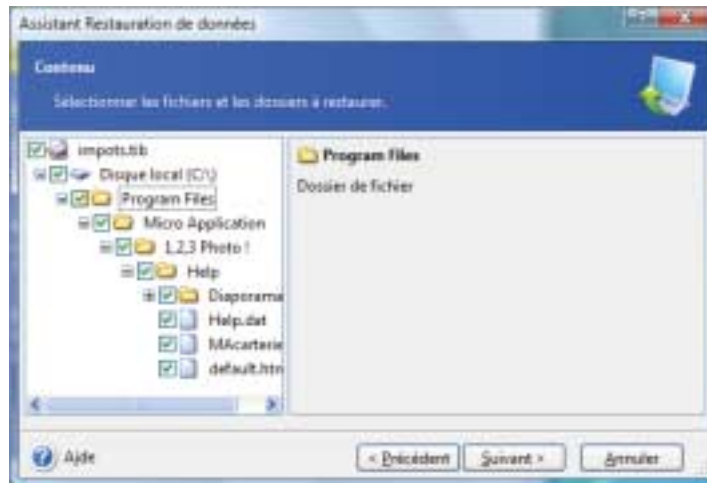 Assistant Restauration de données
Contenu
Sélectionner les fichiers et les dossiers à restaurer.
impots.tib
Disque local (C:\)
Program Files
Micro Application
1,2,3 Photo !
Help
Diaporama
Help.dat
MAcarterie
default.htm
Program Files
Dossier de fichier
Aide
< Précédent
Suivant >
Annuler